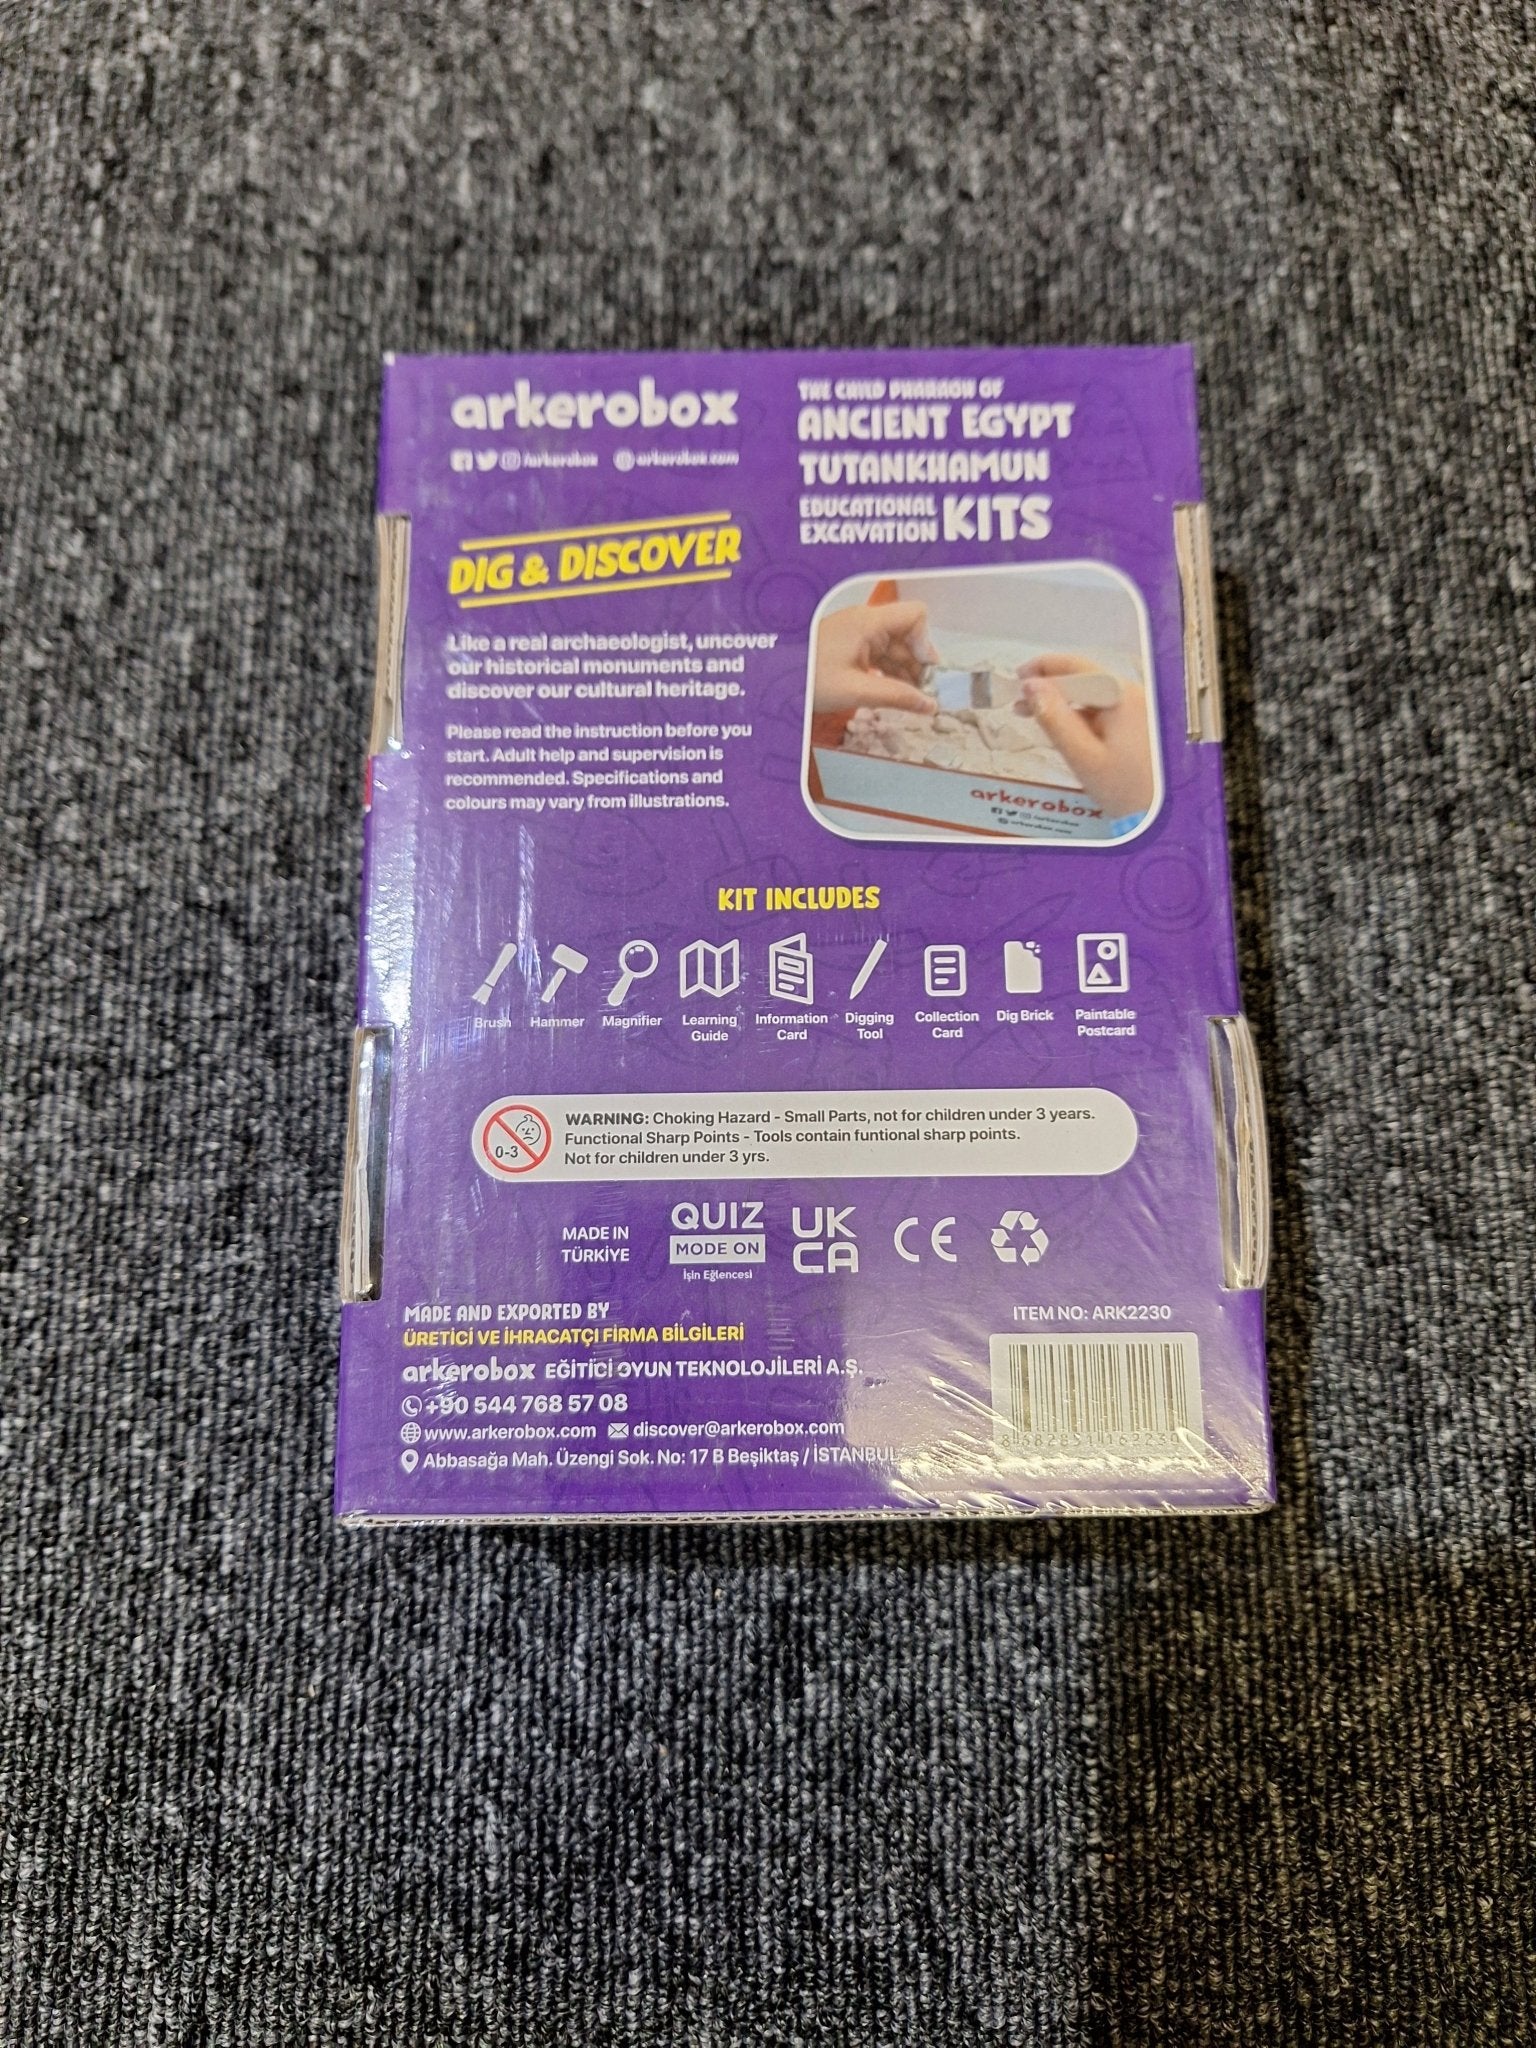 arkerobox
/arkerobox arkerobox.com
THE CHILD PHARAOH OF
ANCIENT EGYPT
TUTANKHAMUN
EDUCATIONAL
EXCAVATION KITS
DIG & DISCOVER
Like a real archaeologist, uncover
our historical monuments and
discover our cultural heritage.
Please read the instruction before you
start. Adult help and supervision is
recommended. Specifications and
colours may vary from illustrations.
arkerobox
/arkerobox
arkerobox.com
KIT INCLUDES
Brush
Hammer
Magnifier
Learning
Guide
Information
Card
Digging
Tool
Collection
Card
Dig Brick
Paintable
Postcard
0-3
WARNING: Choking Hazard - Small Parts, not for children under 3 years.
Functional Sharp Points - Tools contain funtional sharp points.
Not for children under 3 yrs.
MADE IN
TÜRKİYE
QUIZ
MODE ON
İşin Eğlencesi
UK
CA
CE
MADE AND EXPORTED BY
ÜRETİCİ VE İHRACATÇI FİRMA BİLGİLERİ
arkerobox EĞİTİCİ OYUN TEKNOLOJİLERİ A.Ş.
+90 544 768 57 08
www.arkerobox.com discover@arkerobox.com
Abbasağa Mah. Üzengi Sok. No: 17 B Beşiktaş / İSTANBUL
ITEM NO: ARK2230